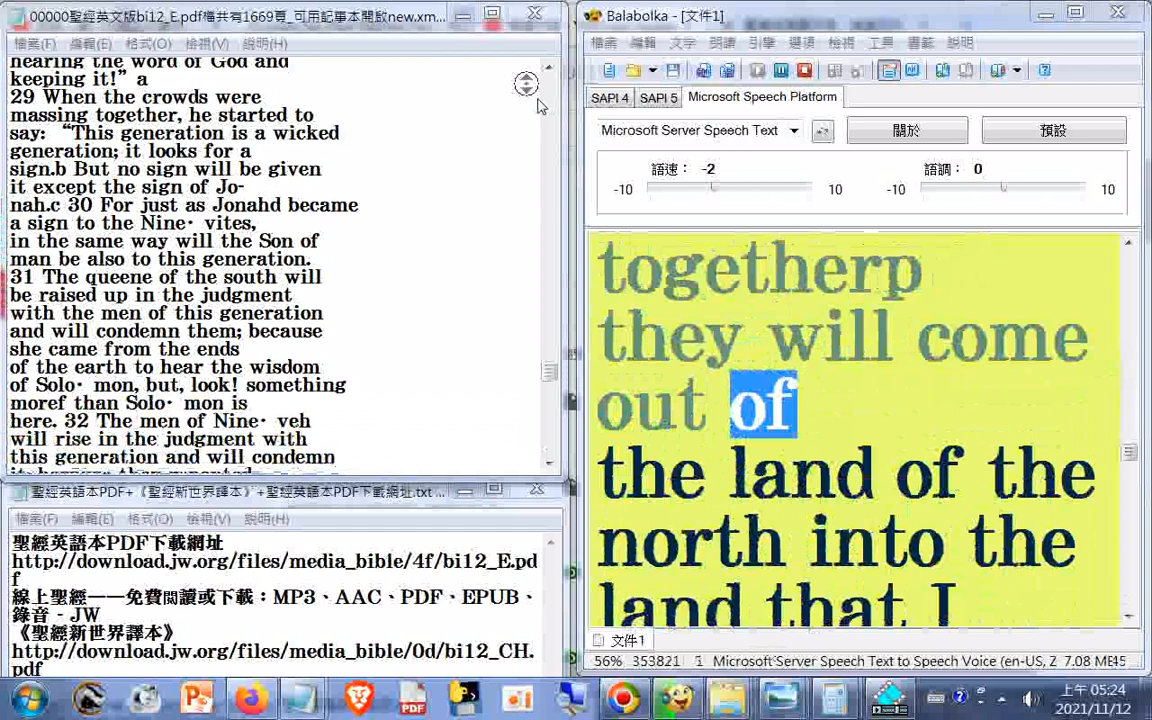 00000聖經英文版bi12_E.pdf檔共有1669頁_可用記事本開啟new.xm...
檔案(F) 編輯(E) 格式(O) 檢視(V) 說明(H)
hearing the word of God and
keeping it!” a
29 When the crowds were
massing together, he started to
say: “This generation is a wicked
generation; it looks for a
sign.b But no sign will be given
it except the sign of Jo-
nah.c 30 For just as Jonahd became
a sign to the Nine· vites,
in the same way will the Son of
man be also to this generation.
31 The queene of the south will
be raised up in the judgment
with the men of this generation
and will condemn them; because
she came from the ends
of the earth to hear the wisdom
of Solo· mon, but, look! something
moref than Solo· mon is
here. 32 The men of Nine· veh
will rise in the judgment with
this generation and will condemn
聖經英語本PDF+《聖經新世界譯本》+聖經英語本PDF下載網址.txt ...
檔案(F) 編輯(E) 格式(O) 檢視(V) 說明(H)
聖經英語本PDF下載網址
http://download.jw.org/files/media_bible/4f/bi12_E.pd
f
線上聖經——免費閱讀或下載：MP3、AAC、PDF、EPUB、
錄音 - JW
《聖經新世界譯本》
http://download.jw.org/files/media_bible/0d/bi12_CH.
pdf
Balabolka - [文件1]
檔案 編輯 文字 朗讀 引擎 選項 檢視 工具 書籤 說明
SAPI 4 SAPI 5 Microsoft Speech Platform
Microsoft Server Speech Text 關於 預設
語速： -2 語調： 0
-10 10 -10 10
togetherp
they will come
out of
the land of the
north into the
land that I
文件1
56% 353821 1 Microsoft Server Speech Text to Speech Voice (en-US, Z 7.08 MB45
上午 05:24
2021/11/12